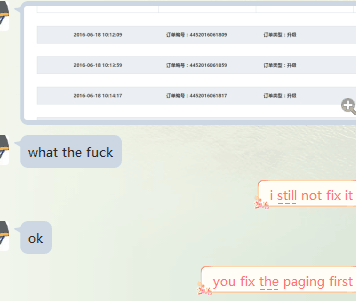 2016-06-18 10:12:09 订单编号：4452016061809 订单类型：升级
2016-06-18 10:13:59 订单编号：4452016061859 订单类型：升级
2016-06-18 10:14:17 订单编号：4452016061817 订单类型：升级
what the fuck
i still not fix it
ok
you fix the paging first